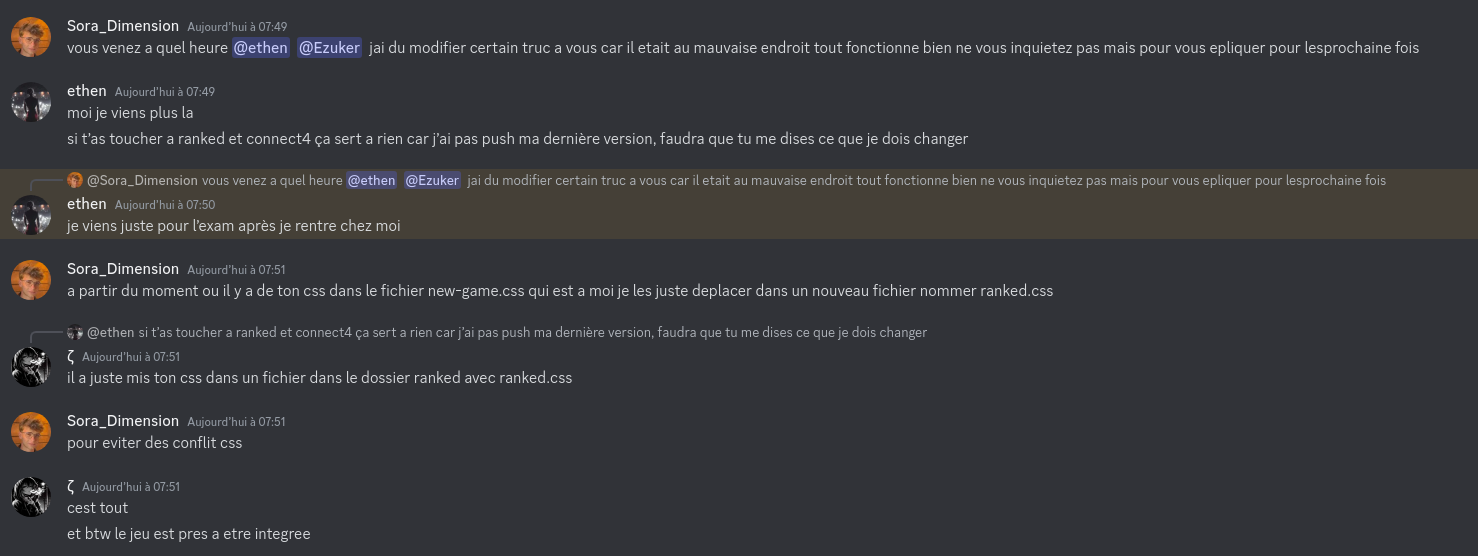 Sora_Dimension Aujourd'hui à 07:49
vous venez a quel heure @ethen @Ezuker jai du modifier certain truc a vous car il etait au mauvaise endroit tout fonctionne bien ne vous inquietez pas mais pour vous epliquer pour lesprochaine fois
ethen Aujourd'hui à 07:49
moi je viens plus la
si t'as toucher a ranked et connect4 ça sert a rien car j'ai pas push ma dernière version, faudra que tu me dises ce que je dois changer
@Sora_Dimension vous venez a quel heure @ethen @Ezuker jai du modifier certain truc a vous car il etait au mauvaise endroit tout fonctionne bien ne vous inquietez pas mais pour vous epliquer pour lesprochaine fois
ethen Aujourd'hui à 07:50
je viens juste pour l'exam après je rentre chez moi
Sora_Dimension Aujourd'hui à 07:51
a partir du moment ou il y a de ton css dans le fichier new-game.css qui est a moi je les juste deplacer dans un nouveau fichier nommer ranked.css
@ethen si t'as toucher a ranked et connect4 ça sert a rien car j'ai pas push ma dernière version, faudra que tu me dises ce que je dois changer
ζ Aujourd'hui à 07:51
il a juste mis ton css dans un fichier dans le dossier ranked avec ranked.css
Sora_Dimension Aujourd'hui à 07:51
pour eviter des conflit css
ζ Aujourd'hui à 07:51
cest tout
et btw le jeu est pres a etre integree